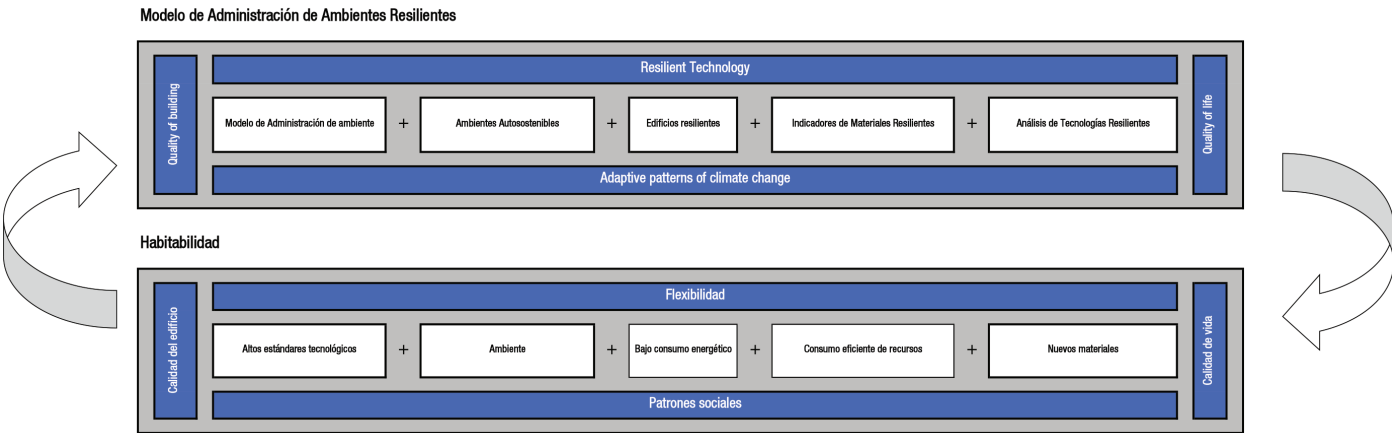 Modelo de Administración de Ambientes Resilientes
Quality of building
Resilient Technology
Modelo de Administración de ambiente + Ambientes Autosostenibles + Edificios resilientes + Indicadores de Materiales Resilientes + Análisis de Tecnologías Resilientes
Adaptive patterns of climate change
Quality of life
Habitabilidad
Calidad del edificio
Flexibilidad
Altos estándares tecnológicos + Ambiente + Bajo consumo energético + Consumo eficiente de recursos + Nuevos materiales
Patrones sociales
Calidad de vida